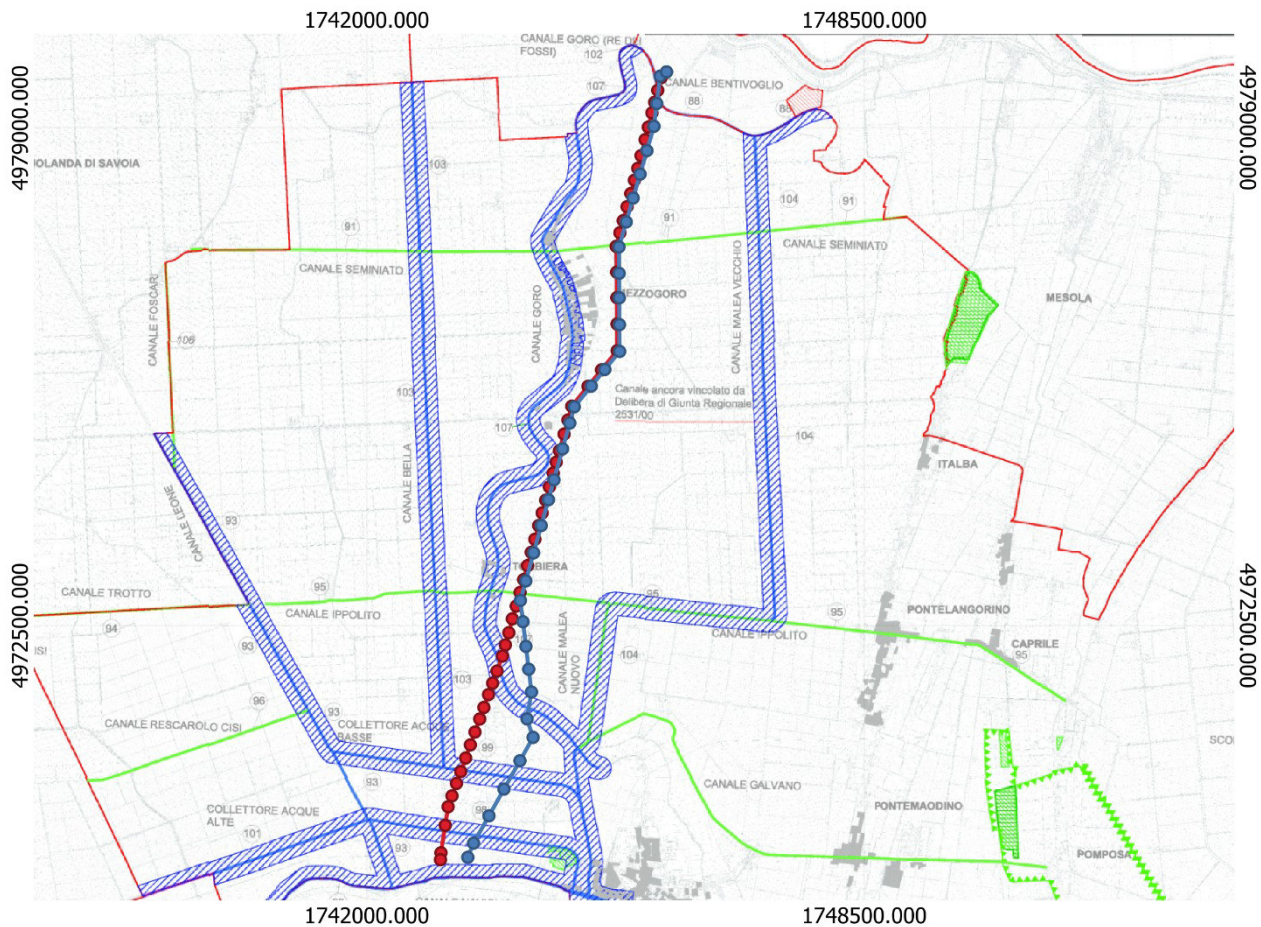 1742000.000
1748500.000
CANALE GORO (RE DEI
FOSSI)
102
107
CANALE BENTIVOGLIO
88
88
4979000.000
4979000.000
JOLANDA DI SAVOIA
103
104
91
91
91
CANALE SEMINIATO
CANALE SEMINIATO
CANALE FOSCARI
106
CANALE GORO
MEZZOGORO
CANALE MALEA VECCHIO
MESOLA
103
Canale ancora vincolato da
Delibera di Giunta Regionale
2531/00
107
104
ITALBA
CANALE BELLA
CANALE LEONE
93
TORBIERA
CANALE TROTTO
95
CANALE IPPOLITO
95
95
CANALE IPPOLITO
PONTELANGORINO
CAPRILE
95
94
93
104
CANALE MALEA
NUOVO
4972500.000
4972500.000
103
96
93
CANALE RESCAROLO CISI
COLLETTORE ACQUE
BASSE
99
93
CANALE GALVANO
PONTEMAODINO
COLLETTORE ACQUE
ALTE
98
101
93
POMPOSA
1742000.000
1748500.000